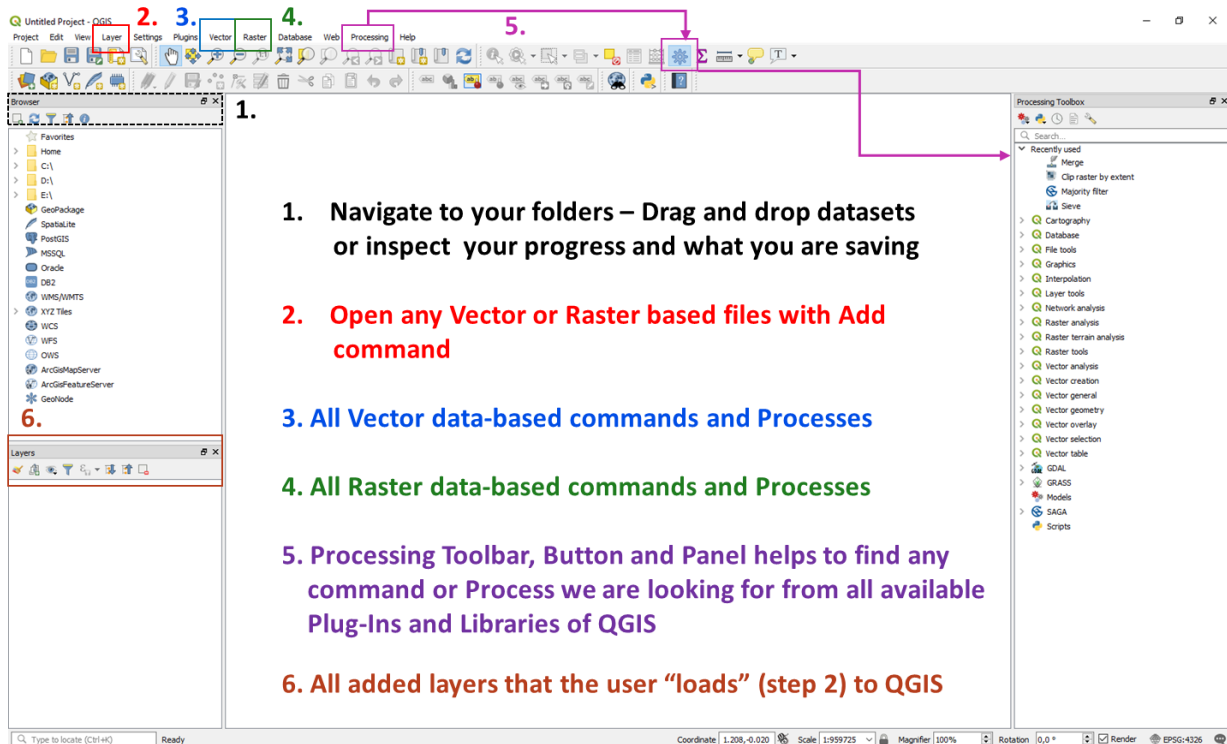 Untitled Project - QGIS
2.
3.
4.
5.
Project Edit View Layer Settings Plugins Vector Raster Database Web Processing Help
Browser
1.
Favorites
Home
C:\
D:\
E:\
GeoPackage
SpatiaLite
PostGIS
MSSQL
Oracle
DB2
WMS/WMTS
XYZ Tiles
WCS
WFS
OWS
ArcGisMapServer
ArcGisFeatureServer
GeoNode
6.
Layers
1. Navigate to your folders – Drag and drop datasets
or inspect your progress and what you are saving
2. Open any Vector or Raster based files with Add
command
3. All Vector data-based commands and Processes
4. All Raster data-based commands and Processes
5. Processing Toolbar, Button and Panel helps to find any
command or Process we are looking for from all available
Plug-Ins and Libraries of QGIS
6. All added layers that the user “loads” (step 2) to QGIS
Processing Toolbox
Search...
Recently used
Merge
Clip raster by extent
Majority filter
Sieve
Cartography
Database
File tools
Graphics
Interpolation
Layer tools
Network analysis
Raster analysis
Raster terrain analysis
Raster tools
Vector analysis
Vector creation
Vector general
Vector geometry
Vector overlay
Vector selection
Vector table
GDAL
GRASS
Models
SAGA
Scripts
Type to locate (Ctrl+K) Ready Coordinate 1.208,-0.020 Scale 1:959725 Magnifier 100% Rotation 0,0 ° Render EPSG:4326